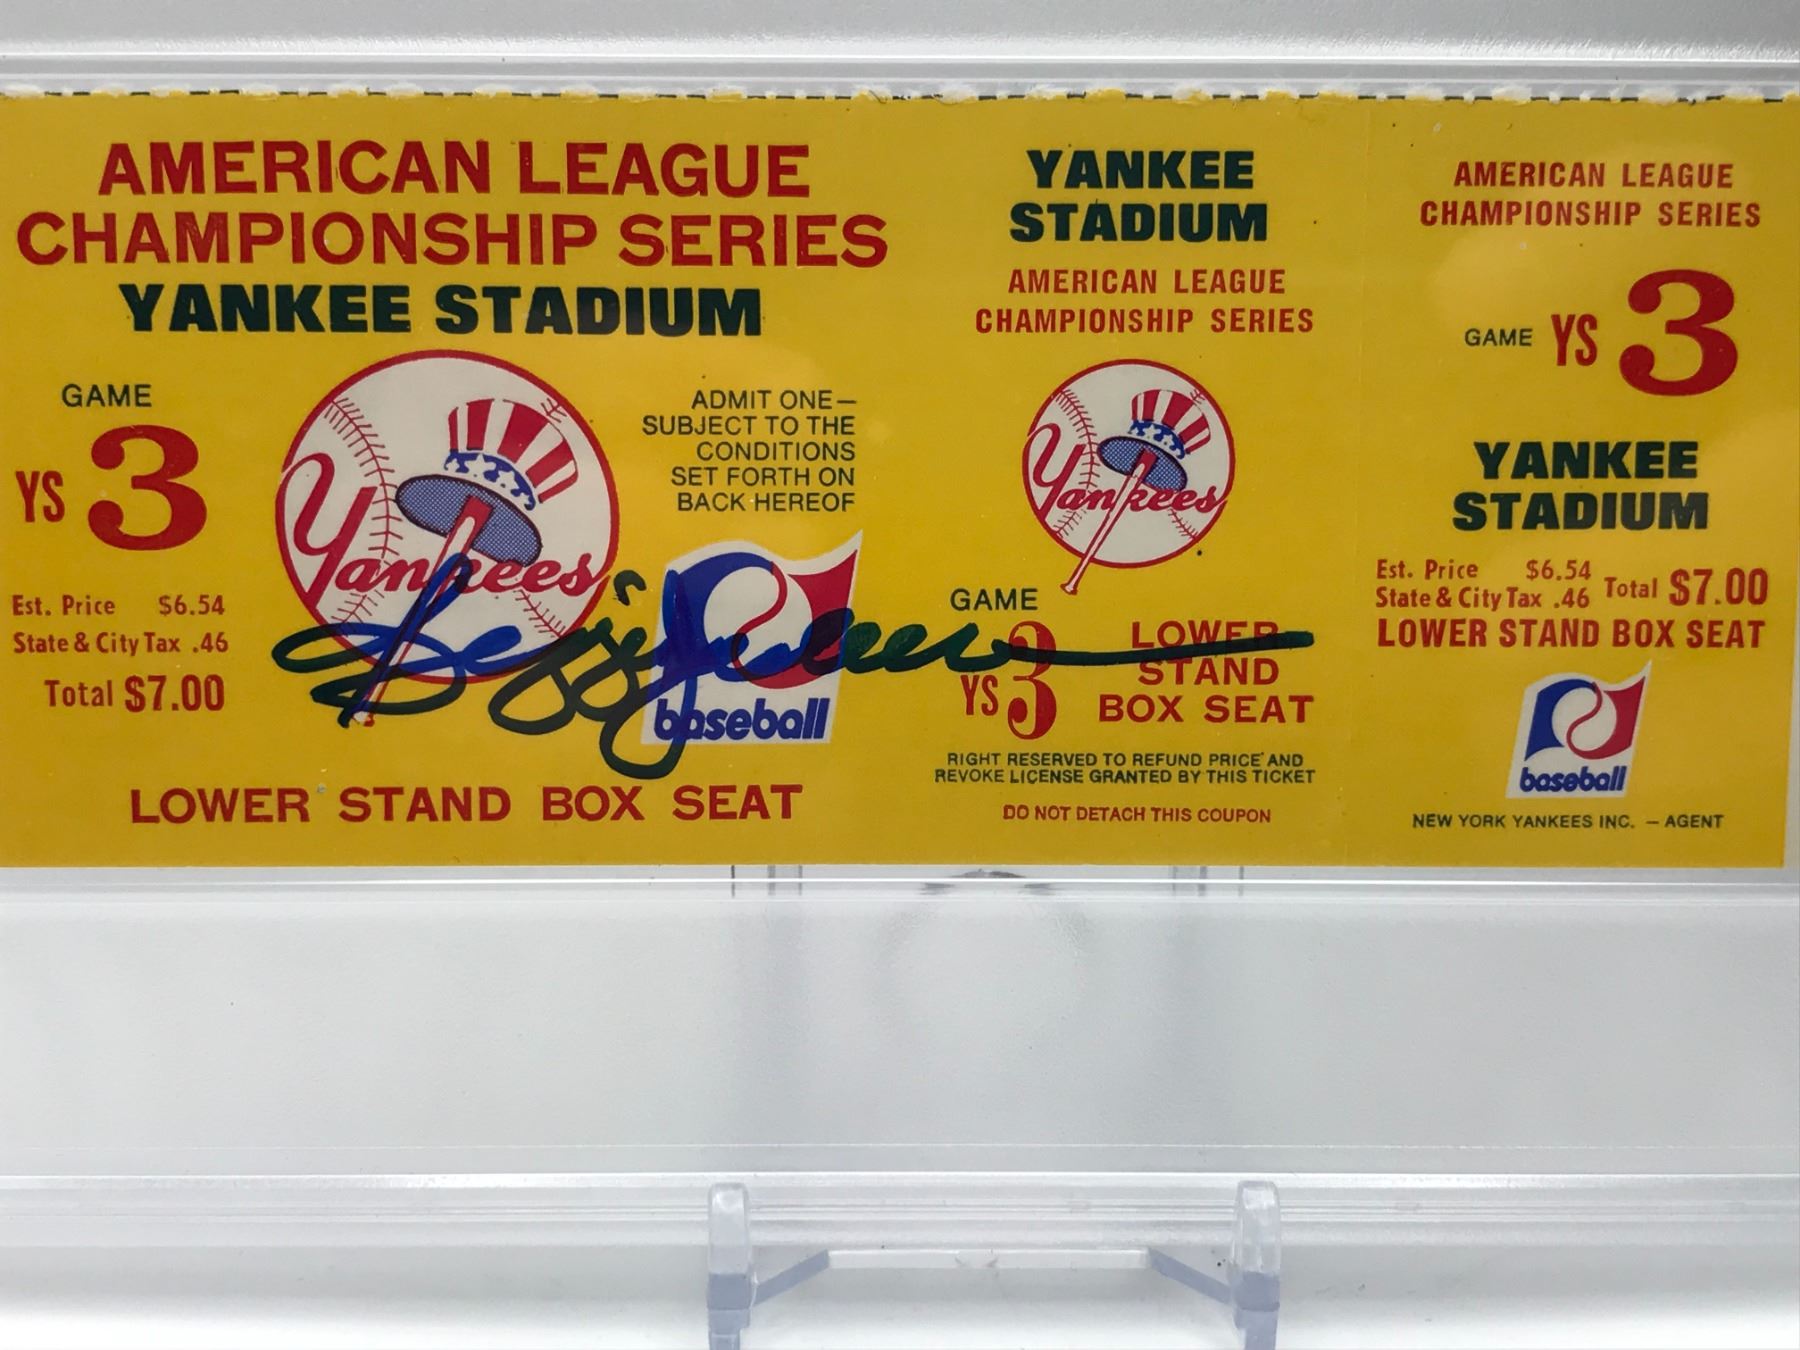 AMERICAN LEAGUE
CHAMPIONSHIP SERIES
YANKEE STADIUM
GAME
YS 3
Est. Price $6.54
State & City Tax .46
Total $7.00
Yankees
ADMIT ONE—
SUBJECT TO THE
CONDITIONS
SET FORTH ON
BACK HEREOF
baseball
Reggie Jackson
LOWER STAND BOX SEAT
YANKEE
STADIUM
AMERICAN LEAGUE
CHAMPIONSHIP SERIES
Yankees
GAME
YS 3
LOWER
STAND
BOX SEAT
RIGHT RESERVED TO REFUND PRICE AND
REVOKE LICENSE GRANTED BY THIS TICKET
DO NOT DETACH THIS COUPON
AMERICAN LEAGUE
CHAMPIONSHIP SERIES
GAME YS 3
YANKEE
STADIUM
Est. Price $6.54
State & City Tax .46 Total $7.00
LOWER STAND BOX SEAT
baseball
NEW YORK YANKEES INC. — AGENT